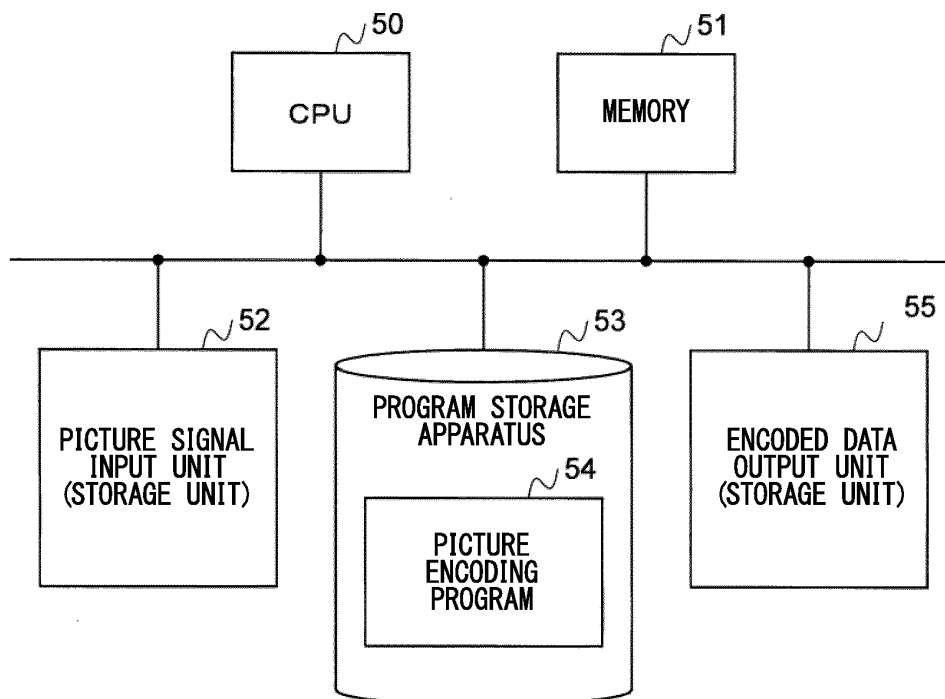 50
CPU
51
MEMORY
52
PICTURE SIGNAL
INPUT UNIT
(STORAGE UNIT)
53
PROGRAM STORAGE
APPARATUS
54
PICTURE
ENCODING
PROGRAM
55
ENCODED DATA
OUTPUT UNIT
(STORAGE UNIT)